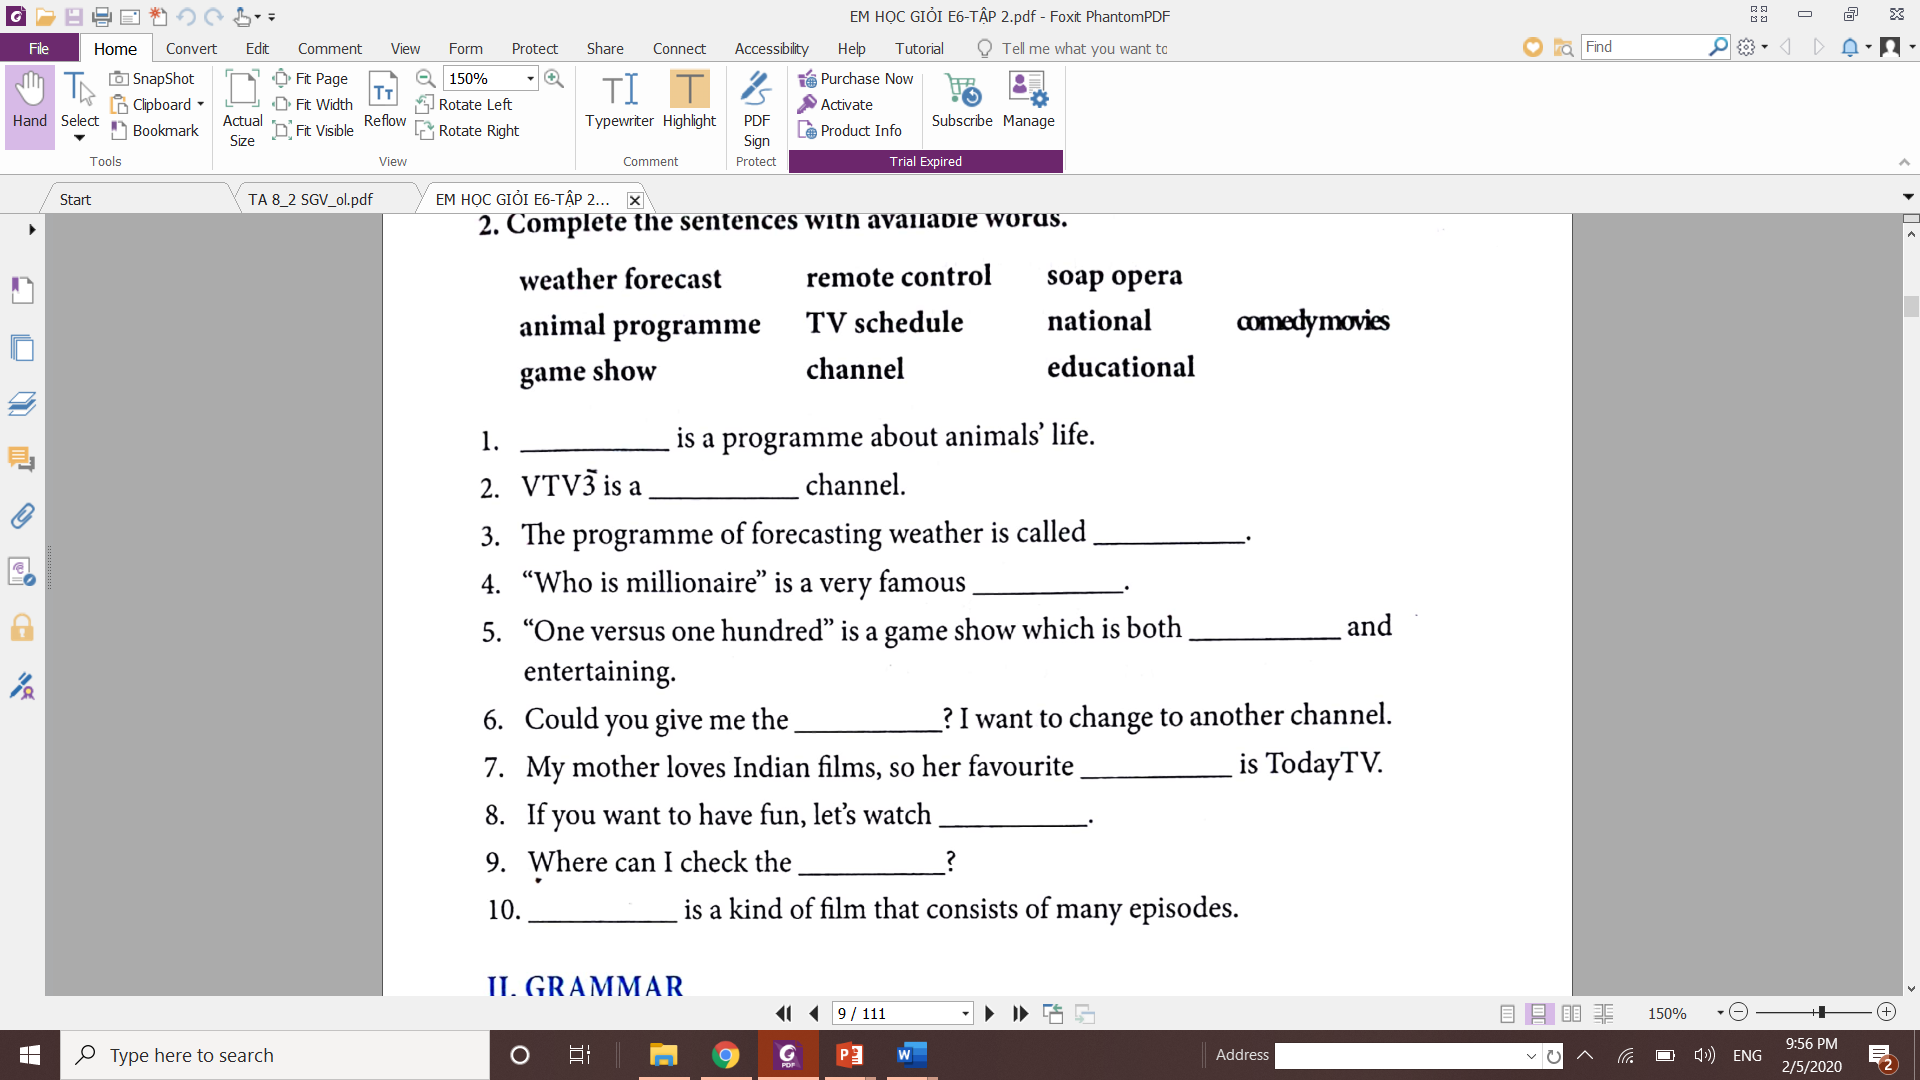 EM HỌC GIỎI E6-TẬP 2.pdf - Foxit PhantomPDF
File Home Convert Edit Comment View Form Protect Share Connect Accessibility Help Tutorial Tell me what you want to Find
Hand
Select
SnapShot
Clipboard
Bookmark
Tools
Actual Size
Fit Page
Fit Width
Fit Visible
Reflow
150%
Rotate Left
Rotate Right
View
Typewriter
Highlight
Comment
PDF Sign
Protect
Purchase Now
Activate
Product Info
Subscribe
Manage
Trial Expired
Start TA 8_2 SGV_ol.pdf EM HỌC GIỎI E6-TẬP 2...
2. Complete the sentences with available words.
weather forecast remote control soap opera
animal programme TV schedule national comedy movies
game show channel educational
1. __________ is a programme about animals' life.
2. VTV3 is a __________ channel.
3. The programme of forecasting weather is called __________.
4. “Who is millionaire” is a very famous __________.
5. “One versus one hundred” is a game show which is both __________ and
entertaining.
6. Could you give me the __________? I want to change to another channel.
7. My mother loves Indian films, so her favourite __________ is TodayTV.
8. If you want to have fun, let's watch __________.
9. Where can I check the __________?
10. __________ is a kind of film that consists of many episodes.
II. GRAMMAR
9 / 111
150%
Type here to search
Address
ENG
9:56 PM
2/5/2020
2